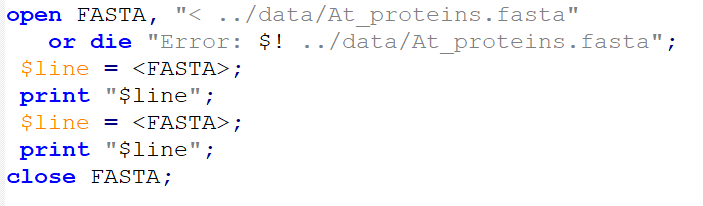 open FASTA, "< ../data/At_proteins.fasta"
   or die "Error: $! ../data/At_proteins.fasta";
 $line = <FASTA>;
 print "$line";
 $line = <FASTA>;
 print "$line";
close FASTA;